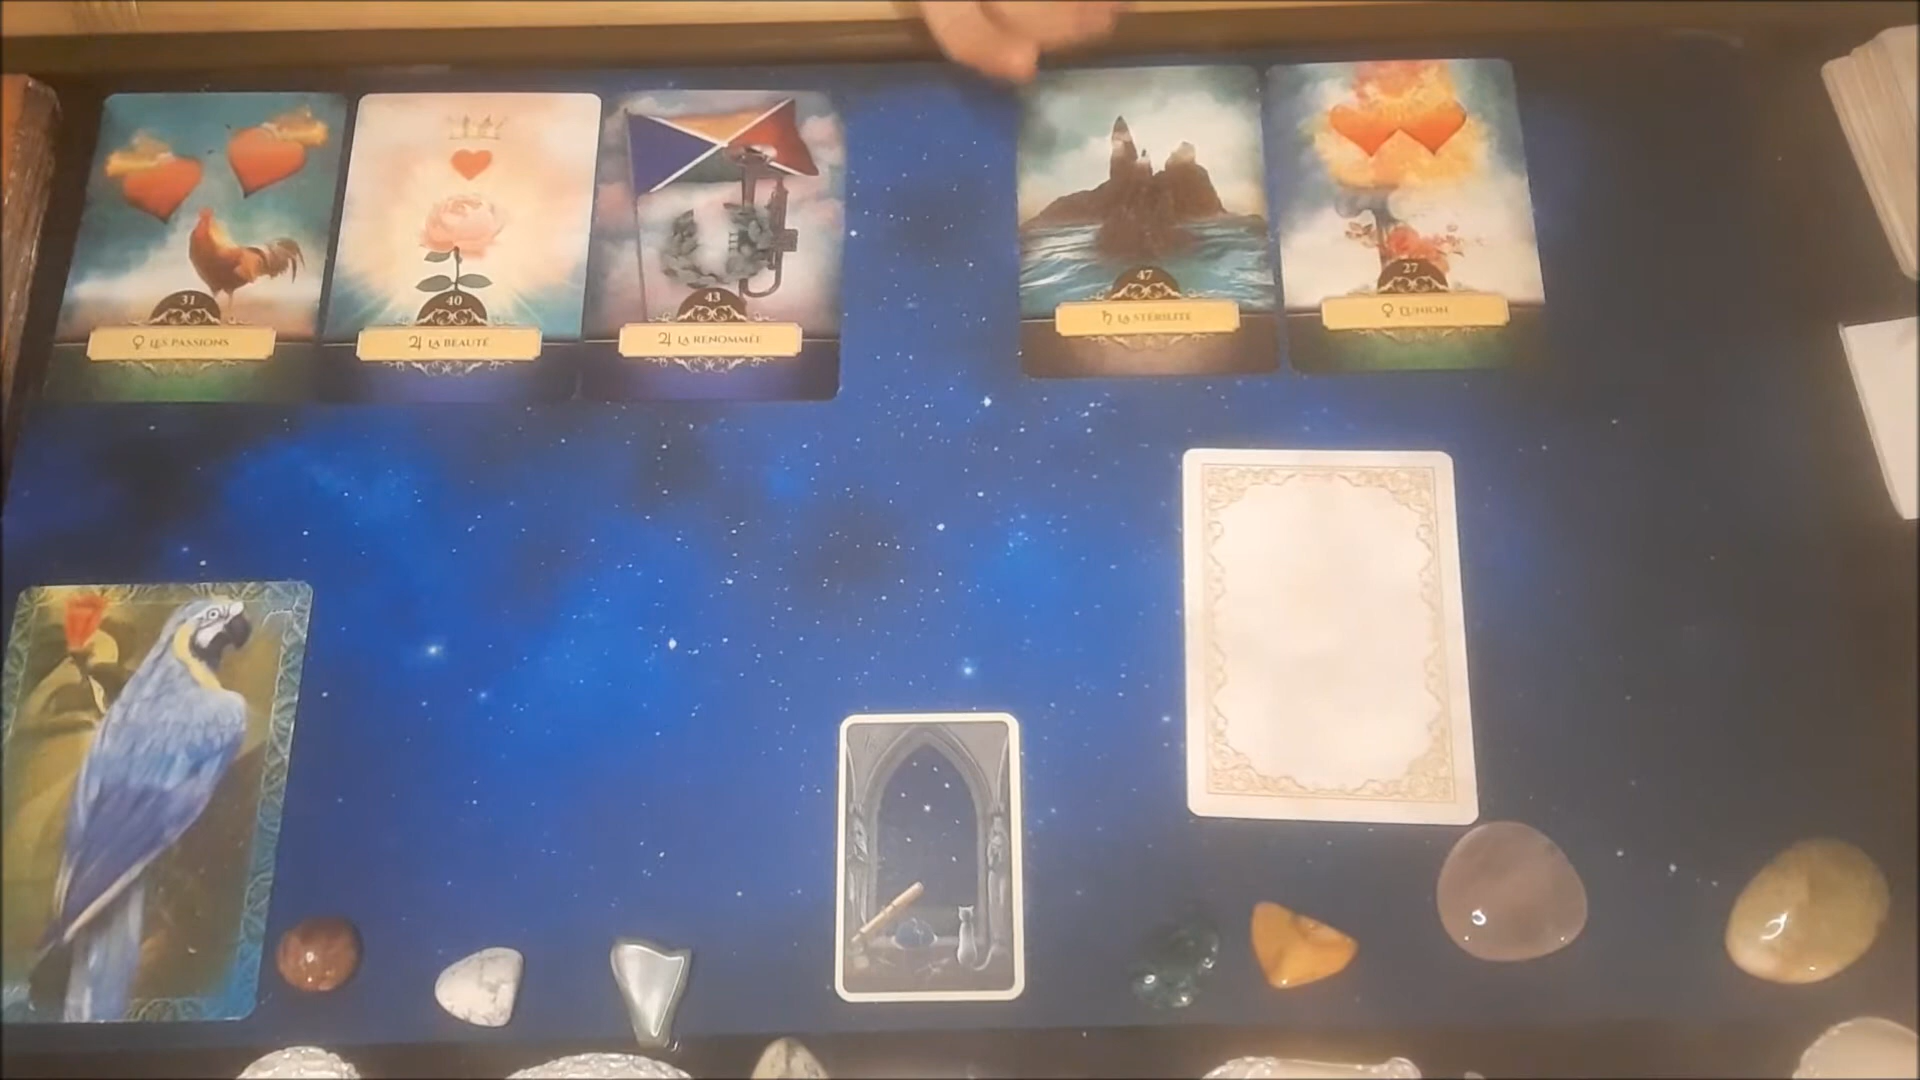 31
♀ LES PASSIONS
40
♃ LA BEAUTÉ
43
♃ LA RENOMMÉE
47
♄ LA STÉRILITÉ
27
♀ L'UNION